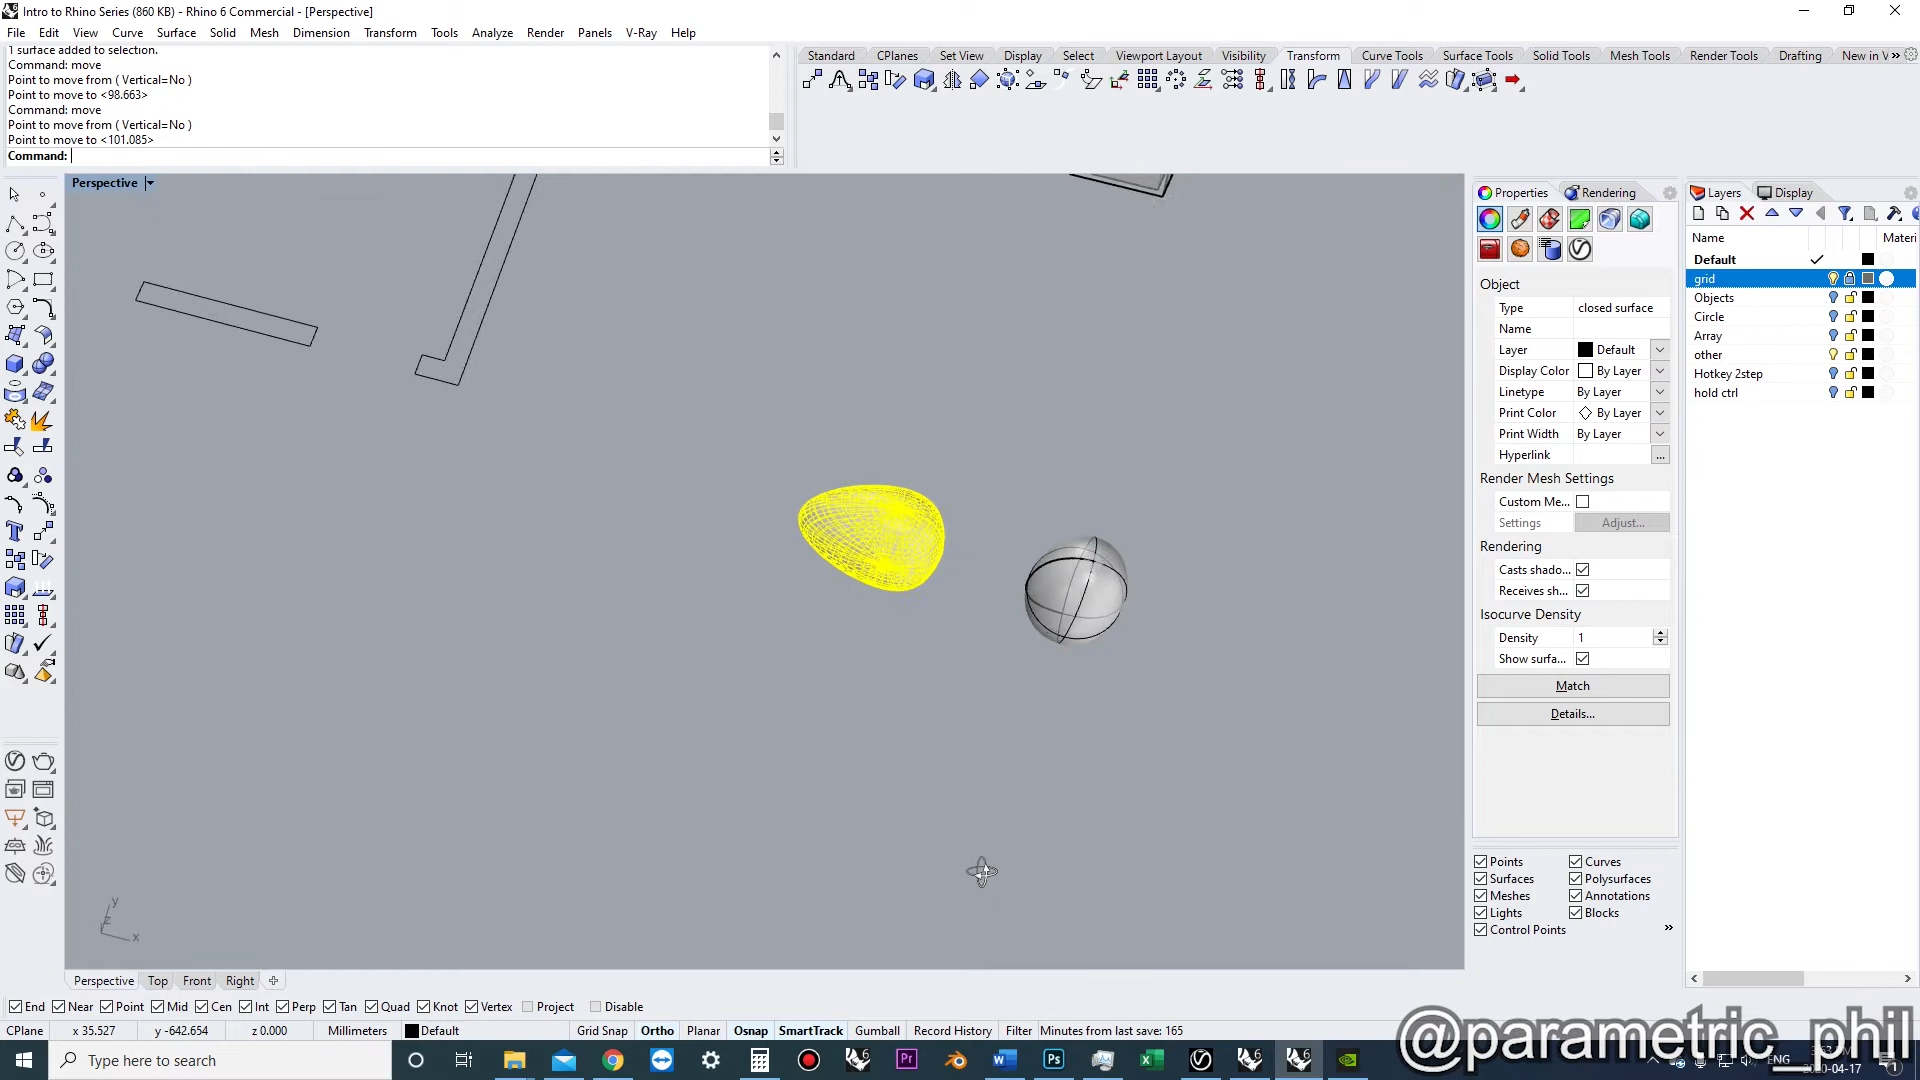 Intro to Rhino Series (860 KB) - Rhino 6 Commercial - [Perspective]
File Edit View Curve Surface Solid Mesh Dimension Transform Tools Analyze Render Panels V-Ray Help
1 surface added to selection.
Command: move
Point to move from ( Vertical=No )
Point to move to <98.663>
Command: move
Point to move from ( Vertical=No )
Point to move to <101.085>
Command:
Standard CPlanes Set View Display Select Viewport Layout Visibility Transform Curve Tools Surface Tools Solid Tools Mesh Tools Render Tools Drafting New in V »
Perspective
Properties Rendering
Object
Type closed surface
Name
Layer Default
Display Color By Layer
Linetype By Layer
Print Color By Layer
Print Width By Layer
Hyperlink ...
Render Mesh Settings
Custom Me...
Settings Adjust...
Rendering
Casts shado...
Receives sh...
Isocurve Density
Density 1
Show surfa...
Match
Details...
Points Curves
Surfaces Polysurfaces
Meshes Annotations
Lights Blocks
Control Points »
Layers Display
Name Materi
Default
grid
Objects
Circle
Array
other
Hotkey 2step
hold ctrl
y
z
x
Perspective Top Front Right
End Near Point Mid Cen Int Perp Tan Quad Knot Vertex Project Disable
CPlane x 35.527 y -642.654 z 0.000 Millimeters Default Grid Snap Ortho Planar Osnap SmartTrack Gumball Record History Filter Minutes from last save: 165
@parametric_phil
Type here to search
ENG
2020-04-17